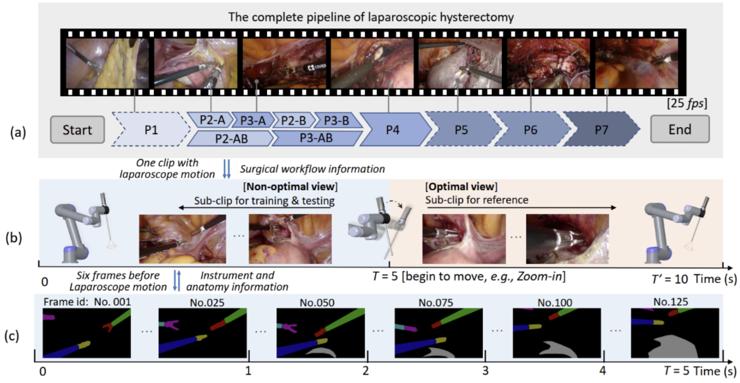 The complete pipeline of laparoscopic hysterectomy
[25 fps]
(a)
Start
P1
P2-A
P3-A
P2-B
P3-B
P2-AB
P3-AB
P4
P5
P6
P7
End
One clip with
laparoscope motion
Surgical workflow information
(b)
[Non-optimal view]
Sub-clip for training & testing
[Optimal view]
Sub-clip for reference
...
0
T = 5 [begin to move, e.g., Zoom-in]
T' = 10 Time (s)
Six frames before
Laparoscope motion
Instrument and
anatomy information
(c)
Frame id: No. 001
No.025
No.050
No.075
No.100
No.125
... ... ... ... ...
0
1
2
3
4
T = 5 Time (s)